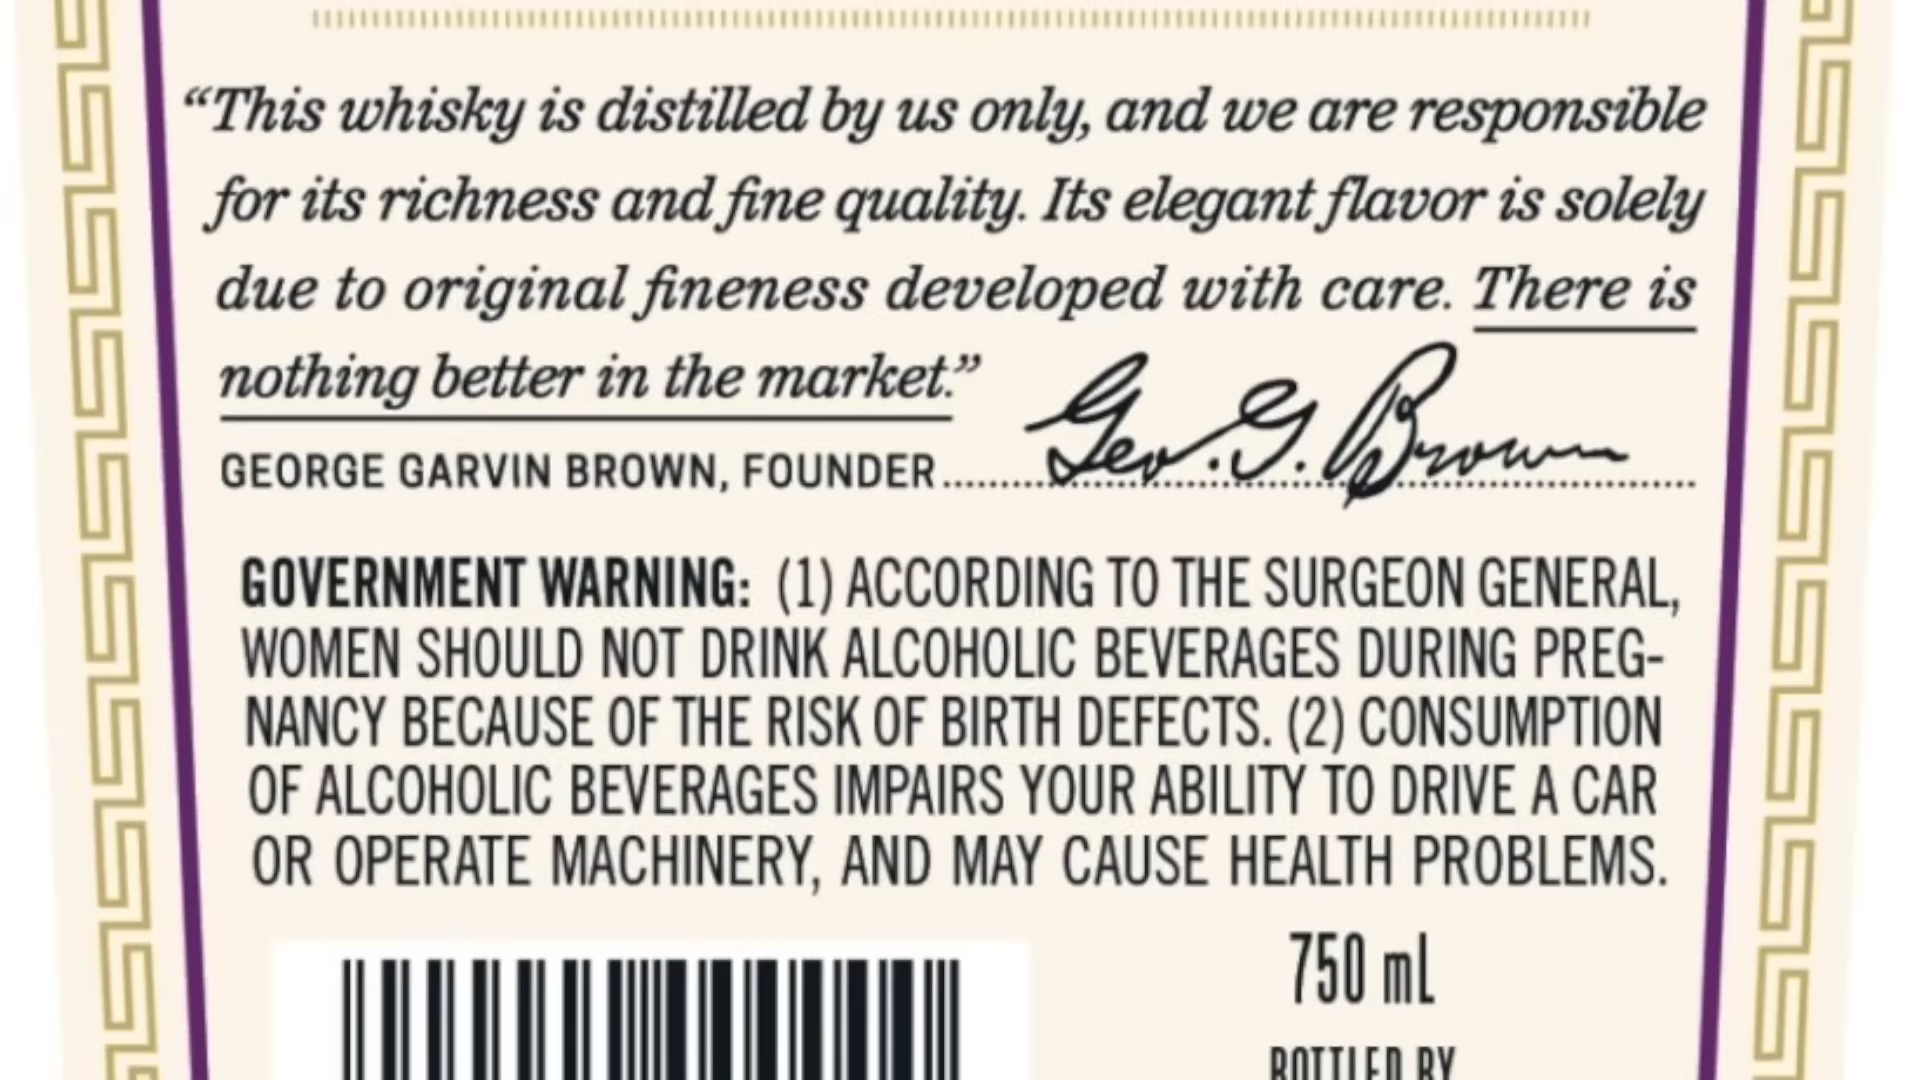 “This whisky is distilled by us only, and we are responsible
for its richness and fine quality. Its elegant flavor is solely
due to original fineness developed with care. There is
nothing better in the market.”
Geo. G. Brown
GEORGE GARVIN BROWN, FOUNDER
GOVERNMENT WARNING: (1) ACCORDING TO THE SURGEON GENERAL,
WOMEN SHOULD NOT DRINK ALCOHOLIC BEVERAGES DURING PREG-
NANCY BECAUSE OF THE RISK OF BIRTH DEFECTS. (2) CONSUMPTION
OF ALCOHOLIC BEVERAGES IMPAIRS YOUR ABILITY TO DRIVE A CAR
OR OPERATE MACHINERY, AND MAY CAUSE HEALTH PROBLEMS.
750 mL
BOTTLED BY